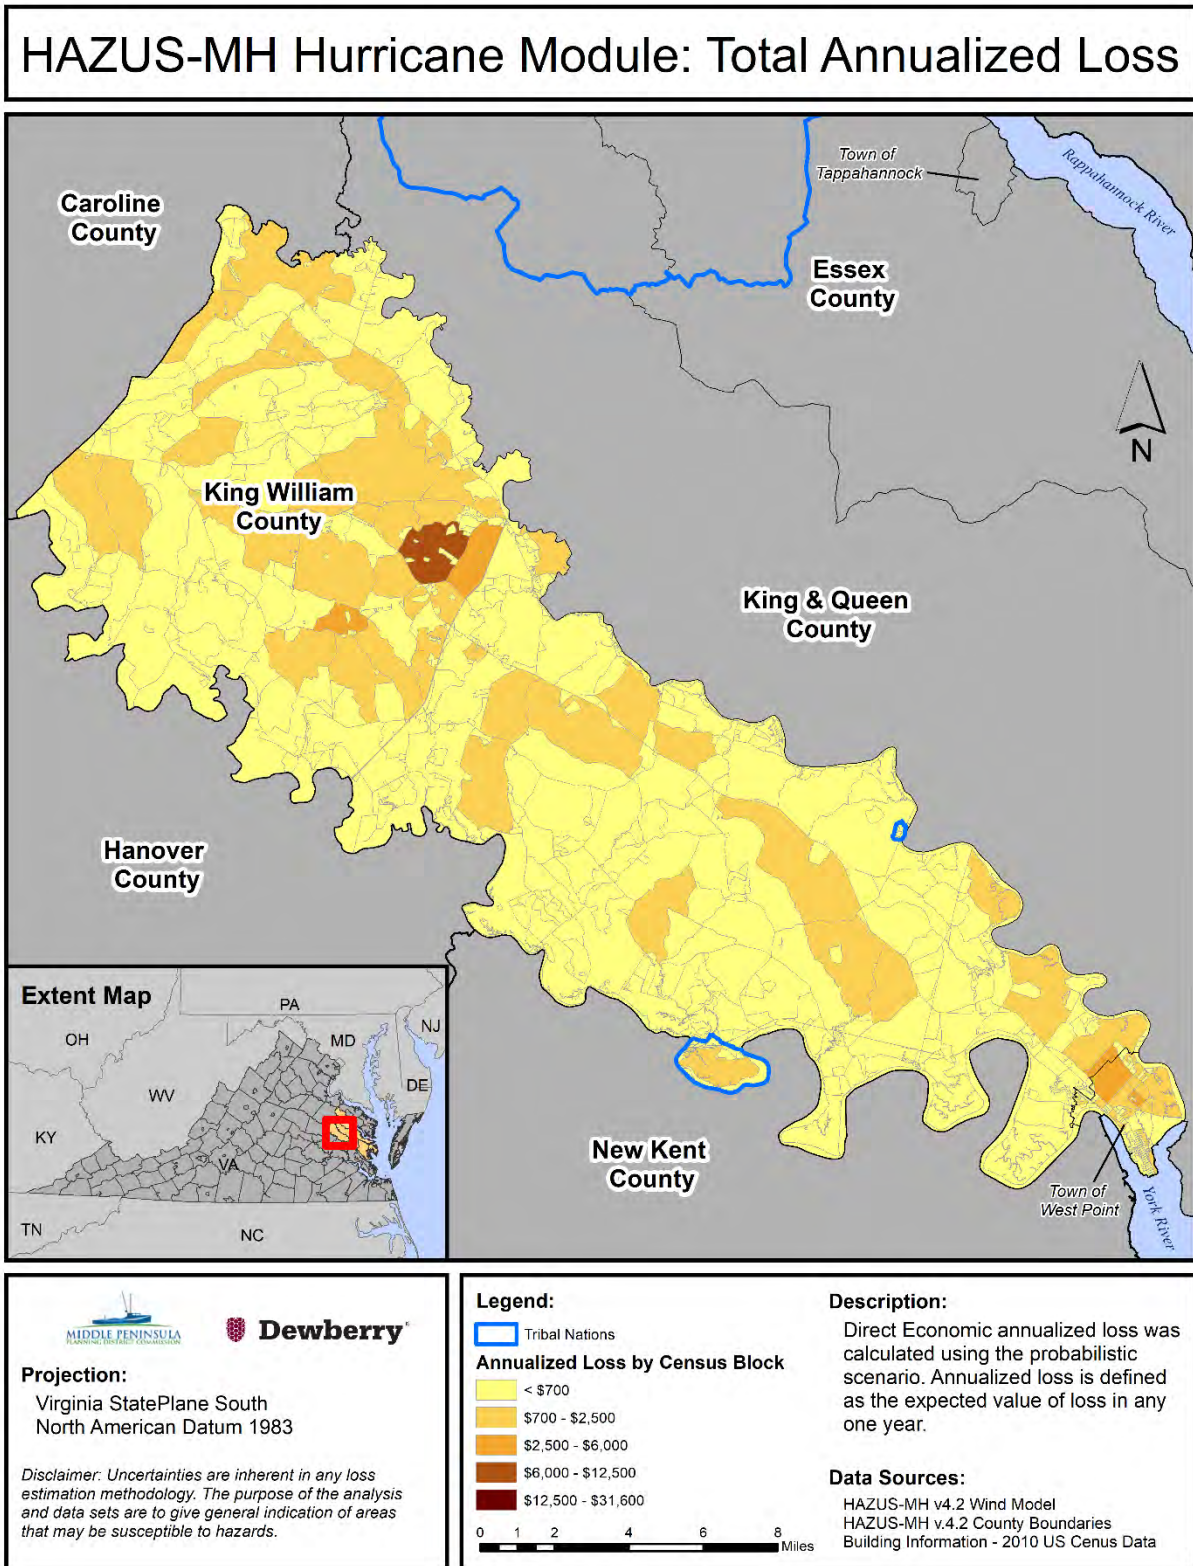 HAZUS-MH Hurricane Module: Total Annualized Loss
Town of
Tappahannock
Rappahannock River
Caroline
County
Essex
County
N
King William
County
King & Queen
County
Hanover
County
New Kent
County
Town of
West Point
York River
Extent Map
PA
OH
NJ
MD
DE
WV
KY
VA
TN
NC
MIDDLE PENINSULA
PLANNING DISTRICT COMMISSION
Dewberry
Projection:
Virginia StatePlane South
North American Datum 1983
Disclaimer: Uncertainties are inherent in any loss
estimation methodology. The purpose of the analysis
and data sets are to give general indication of areas
that may be susceptible to hazards.
Legend:
Tribal Nations
Annualized Loss by Census Block
< $700
$700 - $2,500
$2,500 - $6,000
$6,000 - $12,500
$12,500 - $31,600
0 1 2 4 6 8
Miles
Description:
Direct Economic annualized loss was
calculated using the probabilistic
scenario. Annualized loss is defined
as the expected value of loss in any
one year.
Data Sources:
HAZUS-MH v4.2 Wind Model
HAZUS-MH v.4.2 County Boundaries
Building Information - 2010 US Cenus Data